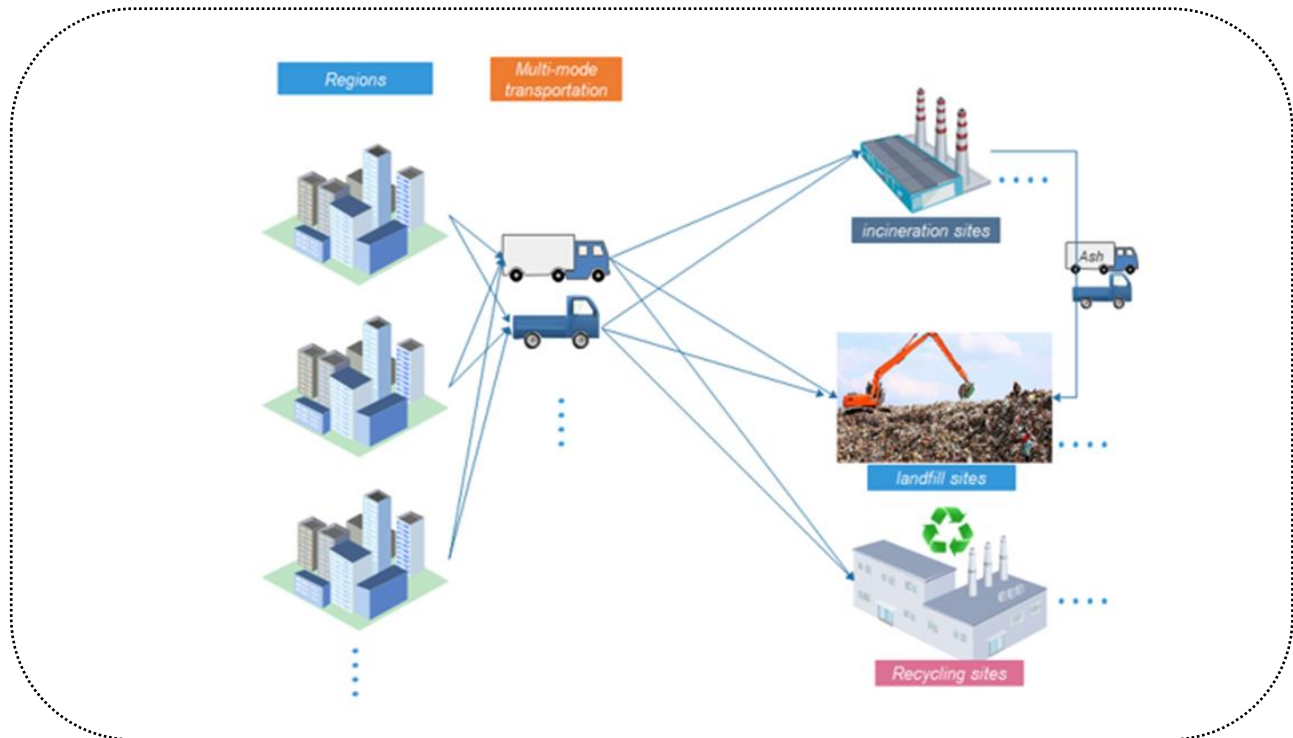 Regions
Multi-mode
transportation
incineration sites
Ash
landfill sites
Recycling sites